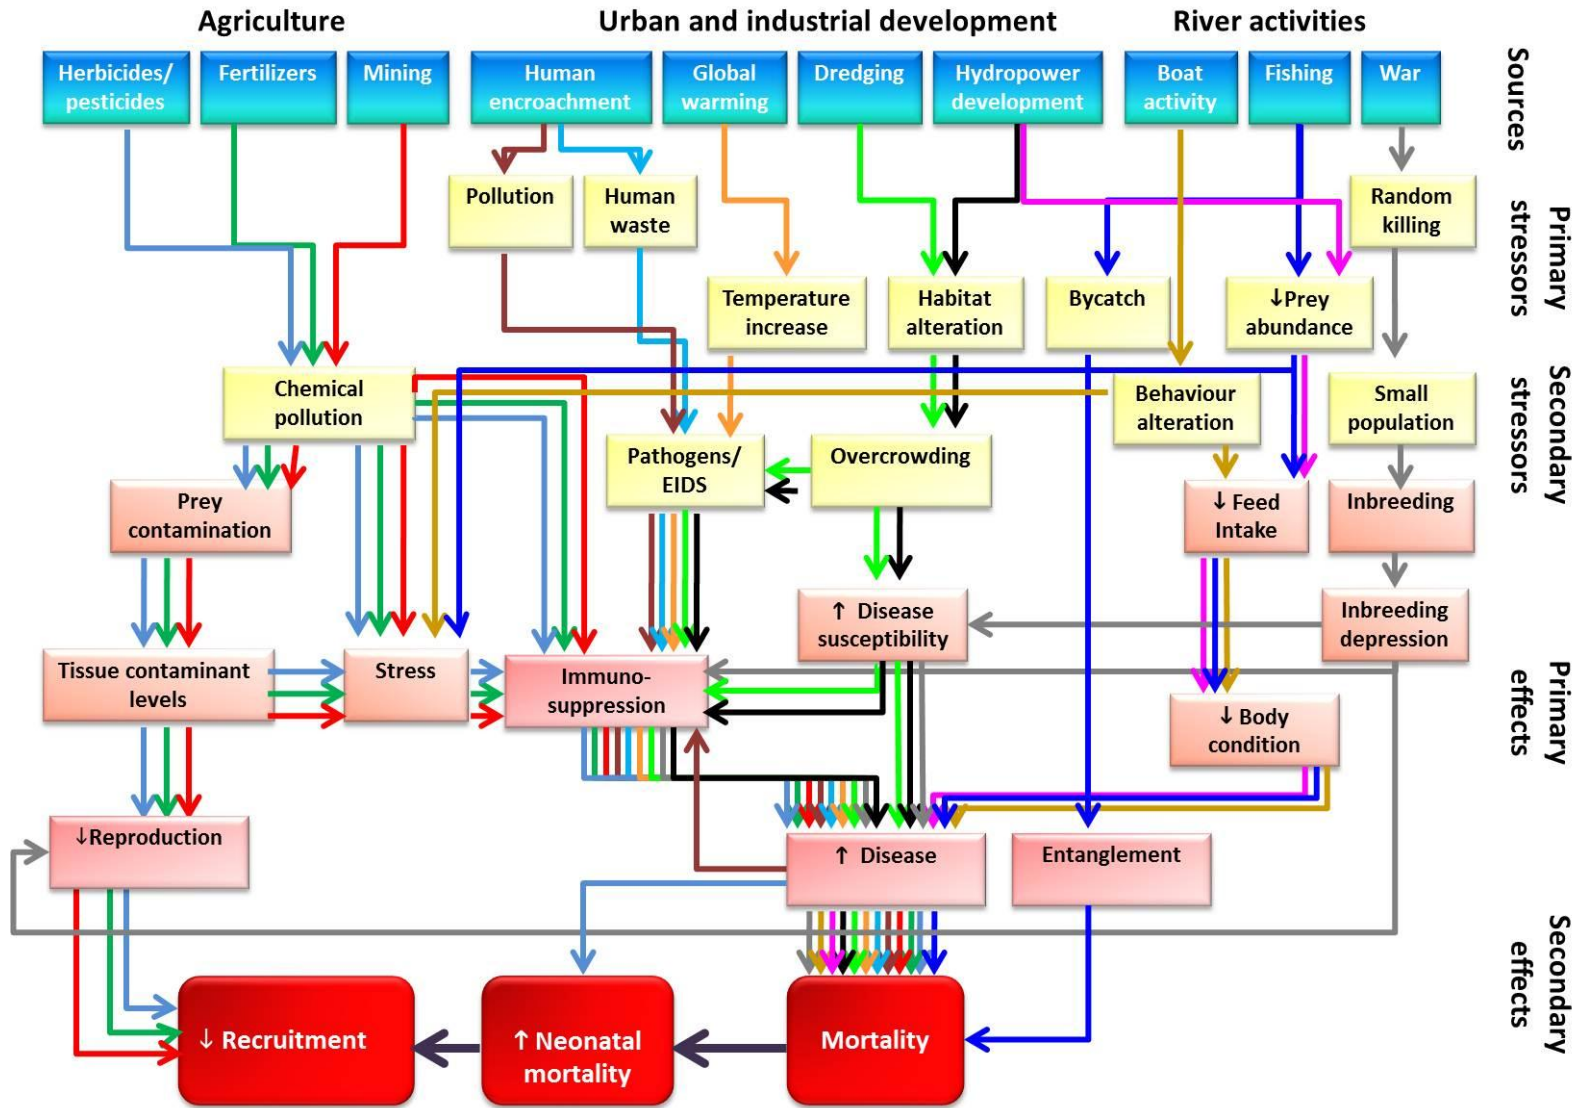 Agriculture
Urban and industrial development
River activities
Herbicides/
pesticides
Fertilizers
Mining
Human
encroachment
Global
warming
Dredging
Hydropower
development
Boat
activity
Fishing
War
Sources
Pollution
Human
waste
Random
killing
Primary
stressors
Temperature
increase
Habitat
alteration
Bycatch
↓Prey
abundance
Chemical
pollution
Behaviour
alteration
Small
population
Secondary
stressors
Pathogens/
EIDS
Overcrowding
Prey
contamination
↓ Feed
Intake
Inbreeding
↑ Disease
susceptibility
Inbreeding
depression
Tissue contaminant
levels
Stress
Immuno-
suppression
↓ Body
condition
Primary
effects
↓Reproduction
↑ Disease
Entanglement
Secondary
effects
↓ Recruitment
↑ Neonatal
mortality
Mortality